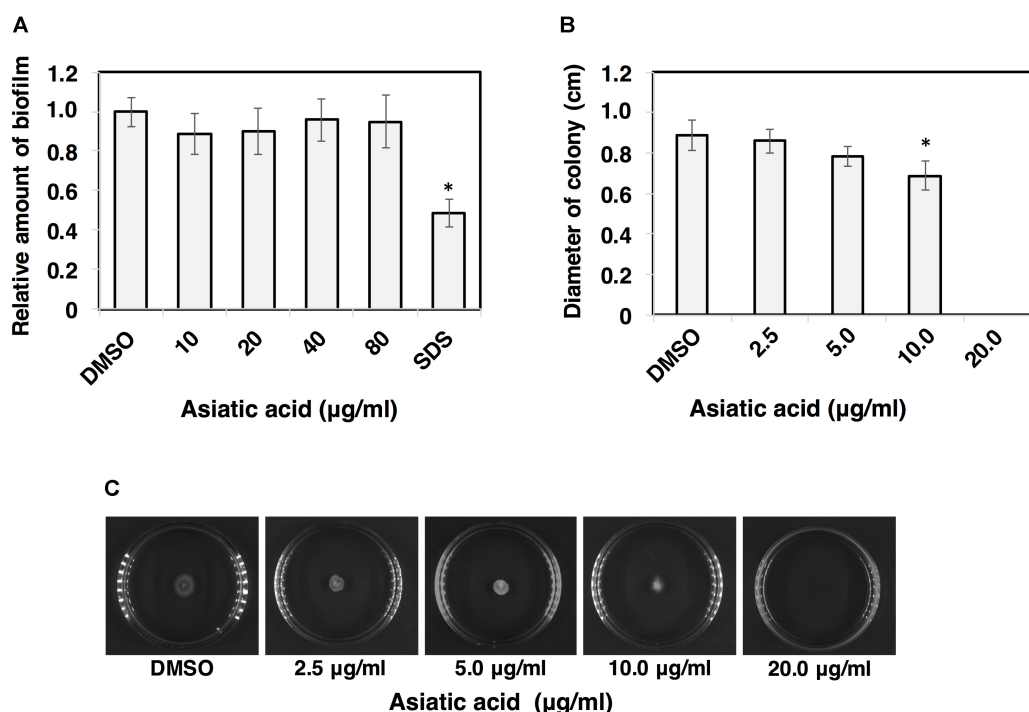 A
Relative amount of biofilm
1.2
1.0
0.8
0.6
0.4
0.2
0
*
DMSO 10 20 40 80 SDS
Asiatic acid (µg/ml)
B
Diameter of colony (cm)
1.2
1.0
0.8
0.6
0.4
0.2
0
*
DMSO 2.5 5.0 10.0 20.0
Asiatic acid (µg/ml)
C
DMSO 2.5 µg/ml 5.0 µg/ml 10.0 µg/ml 20.0 µg/ml
Asiatic acid (µg/ml)